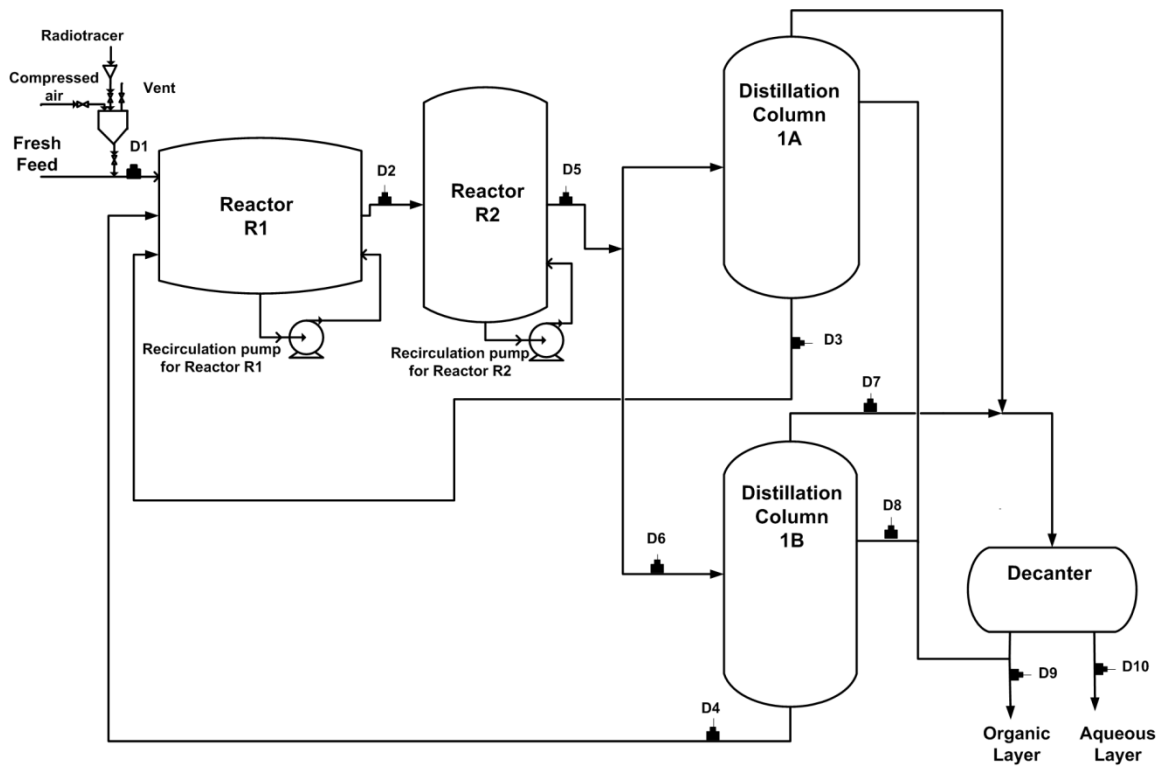 Radiotracer
Compressed
air
Vent
Fresh
Feed
D1
Reactor
R1
D2
Reactor
R2
D5
Distillation
Column
1A
Recirculation pump
for Reactor R1
Recirculation pump
for Reactor R2
D3
D7
Distillation
Column
1B
D8
D6
Decanter
D4
D9
D10
Organic
Layer
Aqueous
Layer